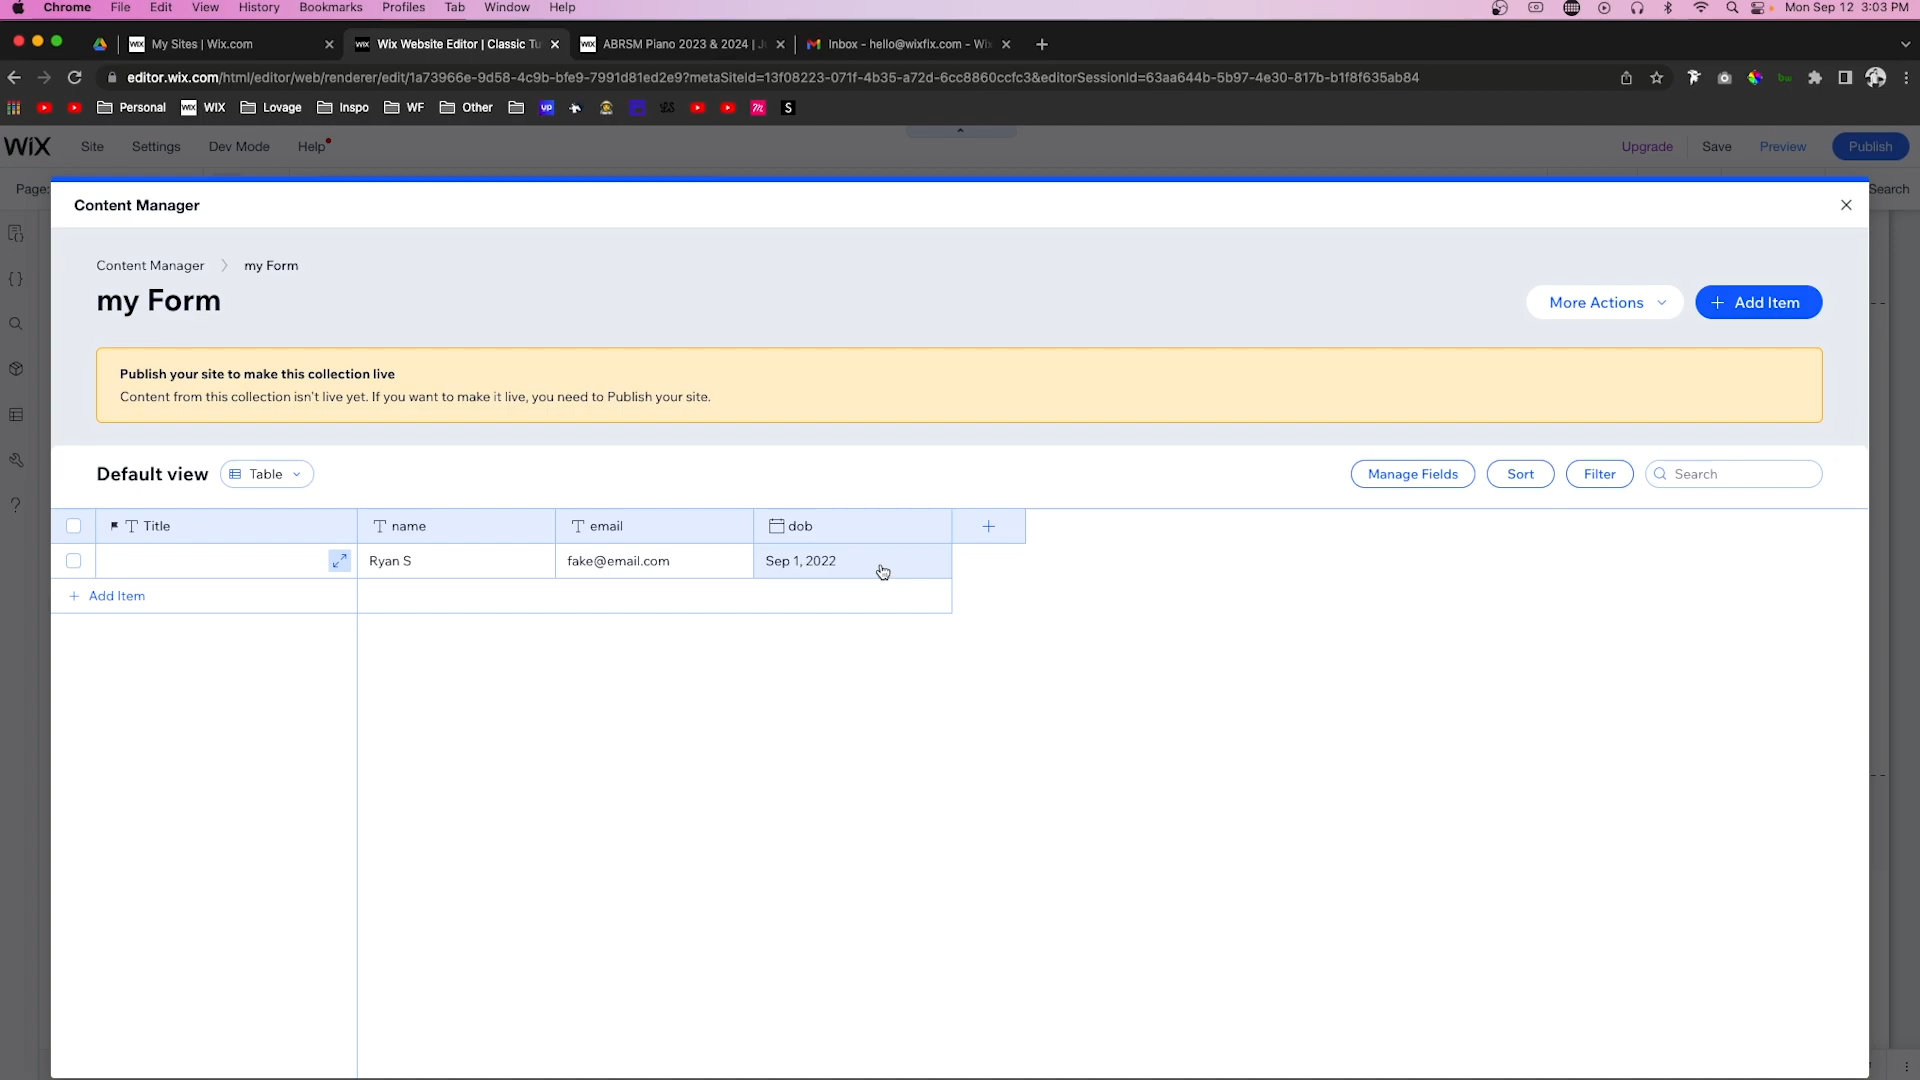 Chrome File Edit View History Bookmarks Profiles Tab Window Help Mon Sep 12 3:03 PM
My Sites | Wix.com Wix Website Editor | Classic Tu ABRSM Piano 2023 & 2024 | Inbox - hello@wixfix.com - Wix
editor.wix.com/html/editor/web/renderer/edit/1a73966e-9d58-4c9b-bfe9-7991d81ed2e9?metaSiteId=13f08223-071f-4b35-a72d-6cc8860ccfc3&editorSessionId=63aa644b-5b97-4e30-817b-b1f8f635ab84
Personal WIX Lovage Inspo WF Other
WiX Site Settings Dev Mode Help Upgrade Save Preview Publish
Page: Search
Content Manager
Content Manager > my Form
my Form
More Actions + Add Item
Publish your site to make this collection live
Content from this collection isn't live yet. If you want to make it live, you need to Publish your site.
Default view Table Manage Fields Sort Filter Search
Title name email dob +
Ryan S fake@email.com Sep 1, 2022
+ Add Item